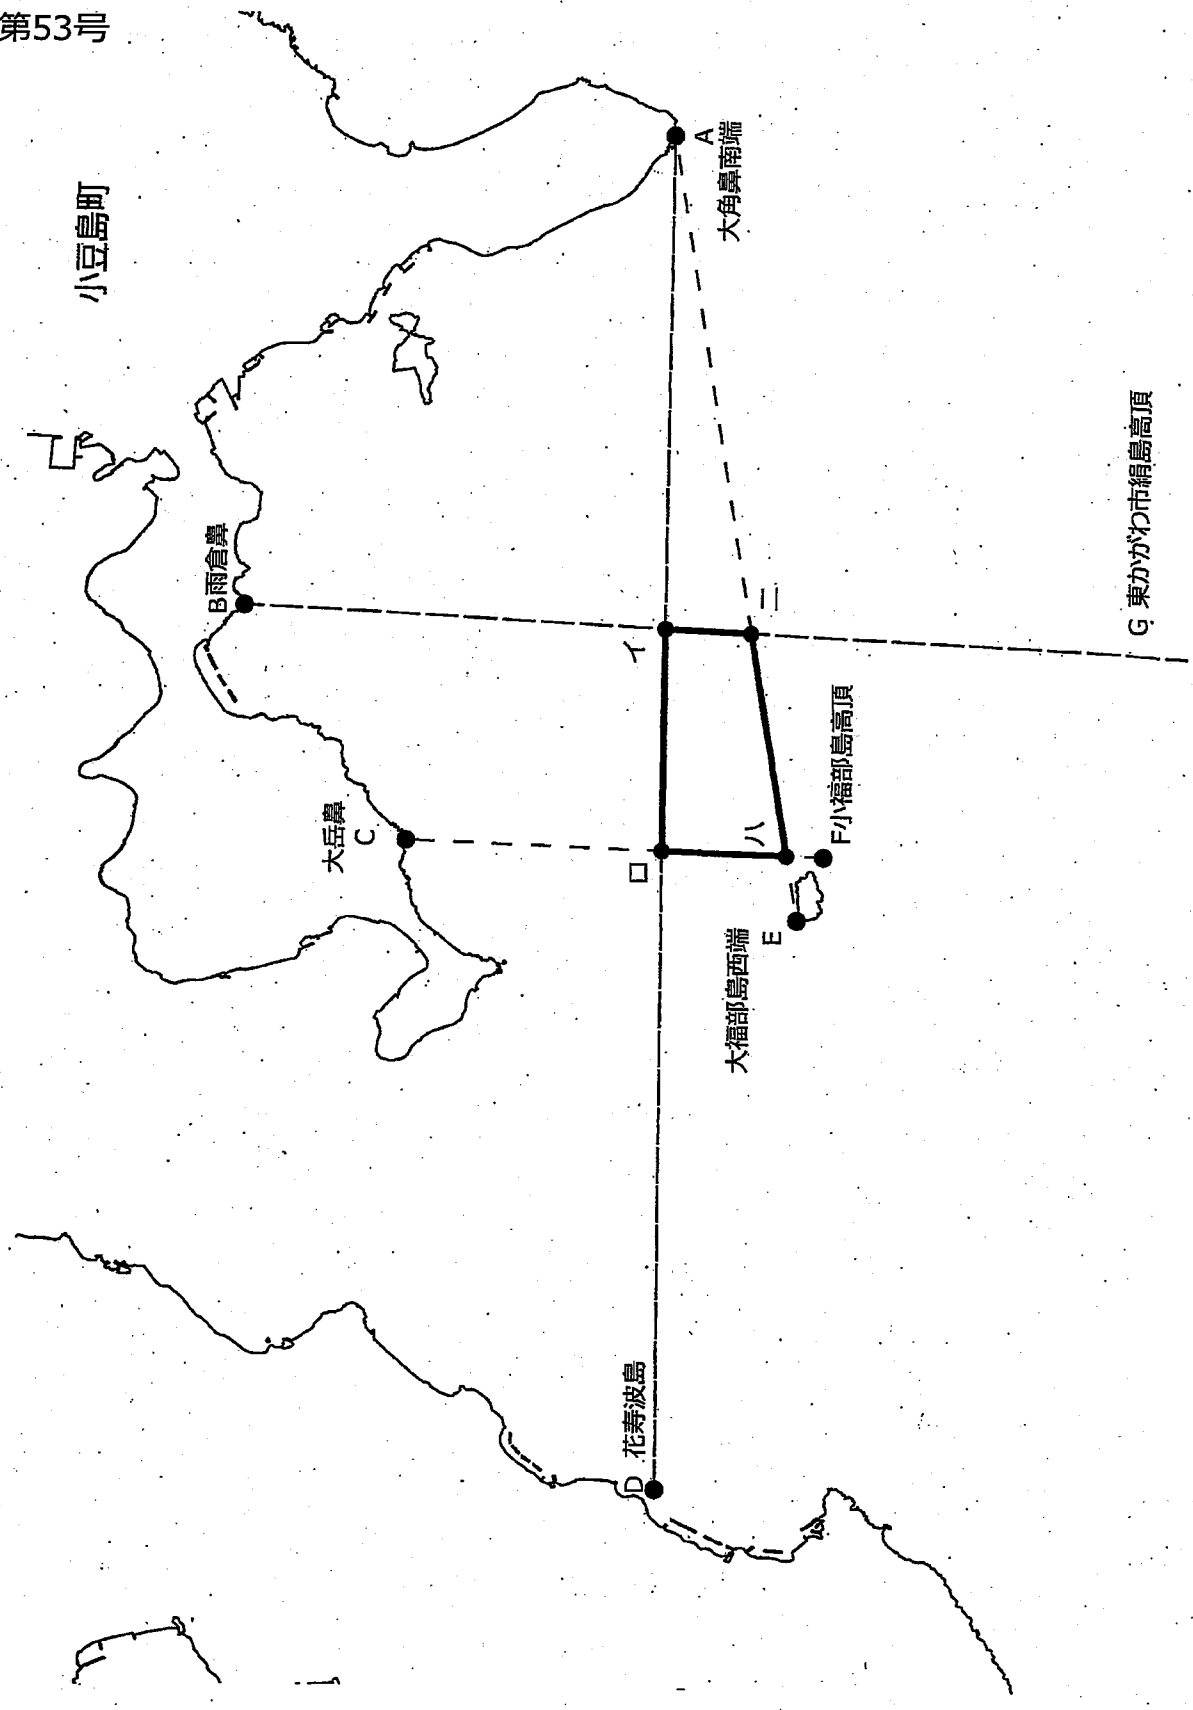 第53号
小豆島町
A
大角鼻南端
B雨倉鼻
大岳鼻
C
イ
ニ
ロ
ハ
F小福部島高頂
E
大福部島西端
G 東かがわ市絹島高頂
D 花寿波島